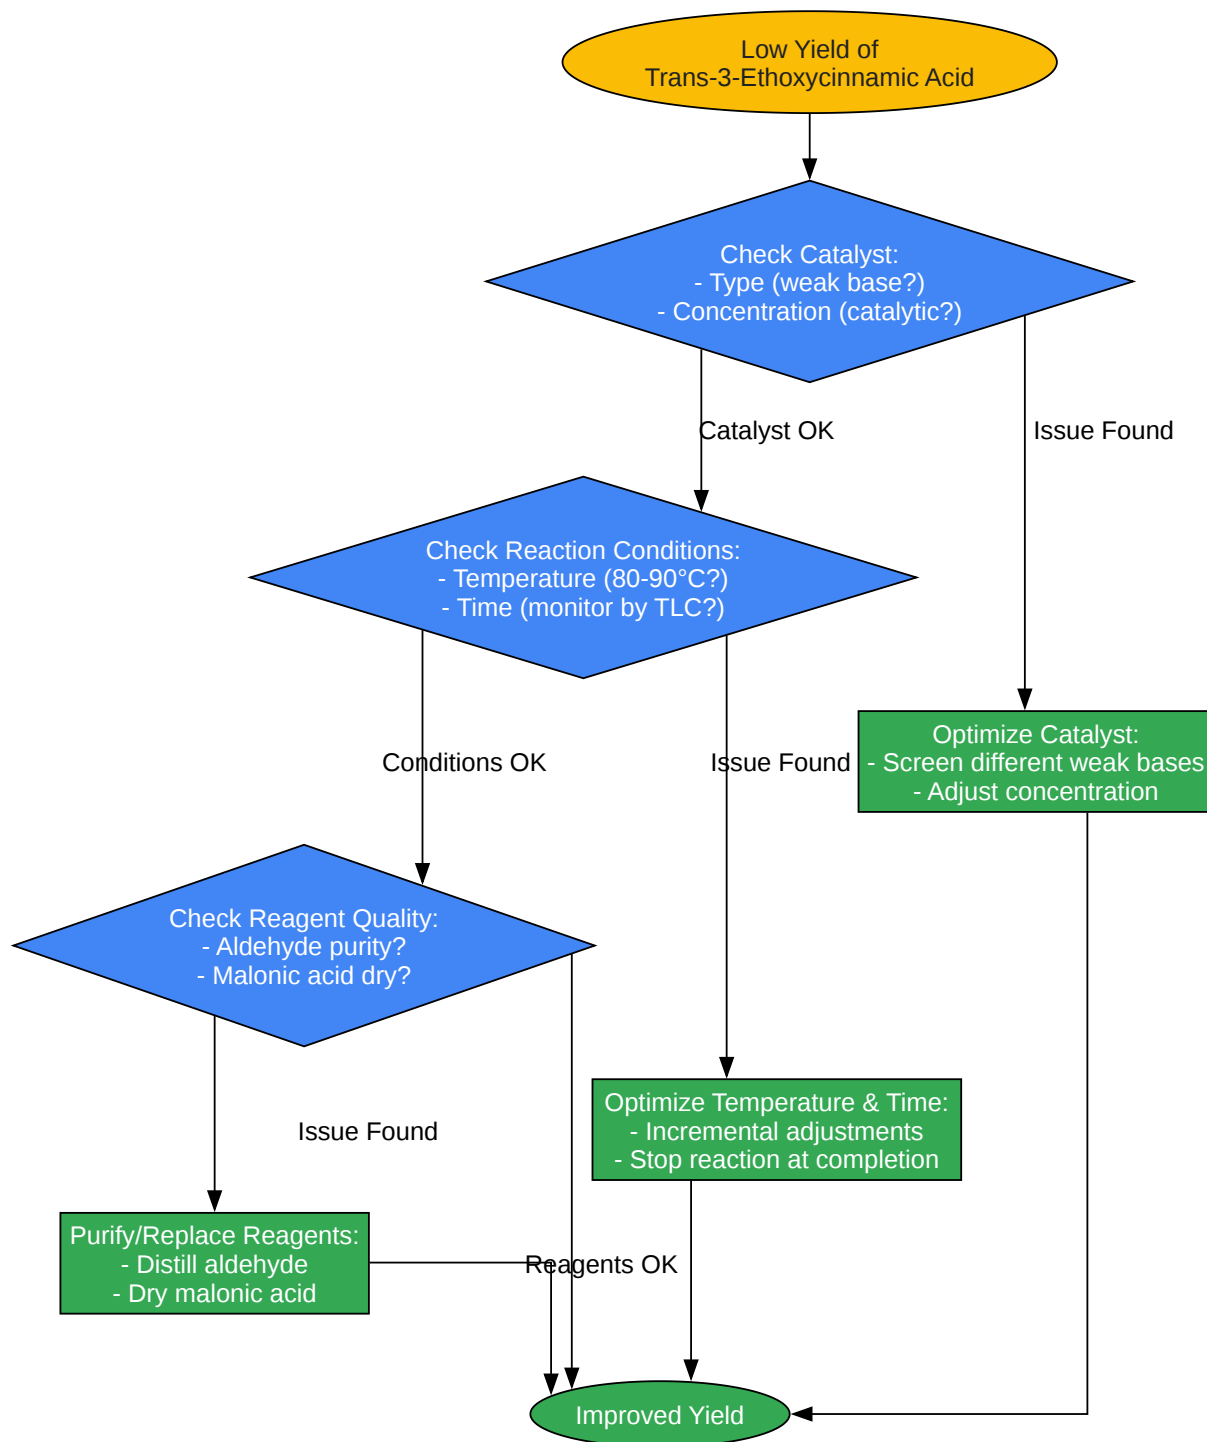 Low Yield of
Trans-3-Ethoxycinnamic Acid
Check Catalyst:
- Type (weak base?)
- Concentration (catalytic?)
Catalyst OK
Issue Found
Check Reaction Conditions:
- Temperature (80-90°C?)
- Time (monitor by TLC?)
Conditions OK
Issue Found
Optimize Catalyst:
- Screen different weak bases
- Adjust concentration
Check Reagent Quality:
- Aldehyde purity?
- Malonic acid dry?
Issue Found
Optimize Temperature & Time:
- Incremental adjustments
- Stop reaction at completion
Purify/Replace Reagents:
- Distill aldehyde
- Dry malonic acid
Reagents OK
Improved Yield